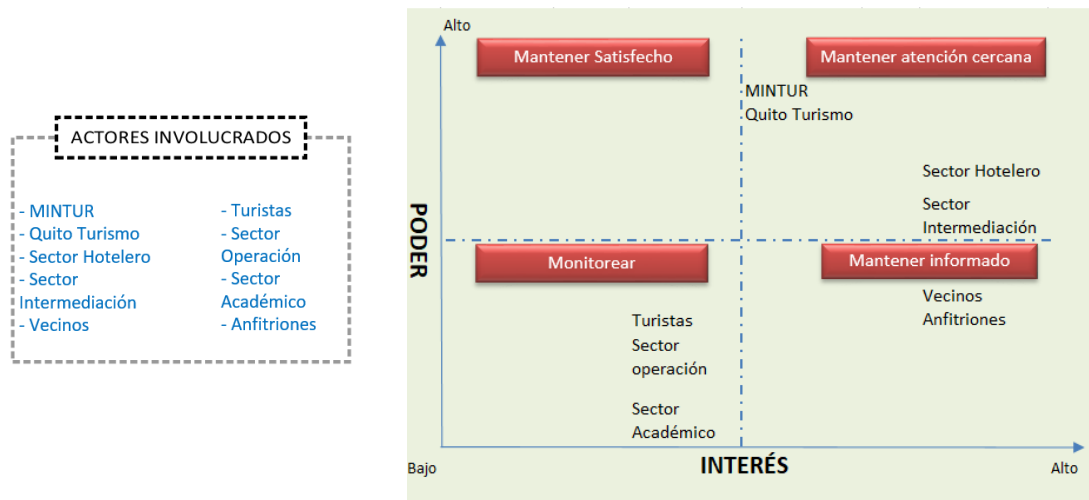 ACTORES INVOLUCRADOS
- MINTUR
- Quito Turismo
- Sector Hotelero
- Sector
Intermediación
- Vecinos
- Turistas
- Sector
Operación
- Sector
Académico
- Anfitriones
Alto
Mantener Satisfecho
Mantener atención cercana
MINTUR
Quito Turismo
Sector Hotelero
Sector
Intermediación
PODER
Monitorear
Mantener informado
Vecinos
Anfitriones
Turistas
Sector
operación
Sector
Académico
Bajo
INTERÉS
Alto